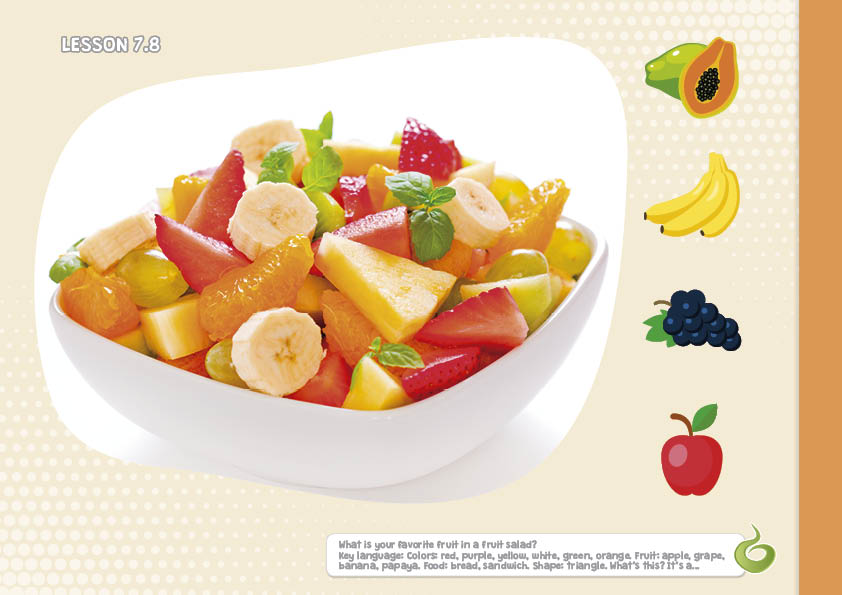 LESSON 7.8
What is your favorite fruit in a fruit salad?
Key language: Colors: red, purple, yellow, white, green, orange. Fruit: apple, grape,
banana, papaya. Food: bread, sandwich. Shape: triangle. What's this? It's a...